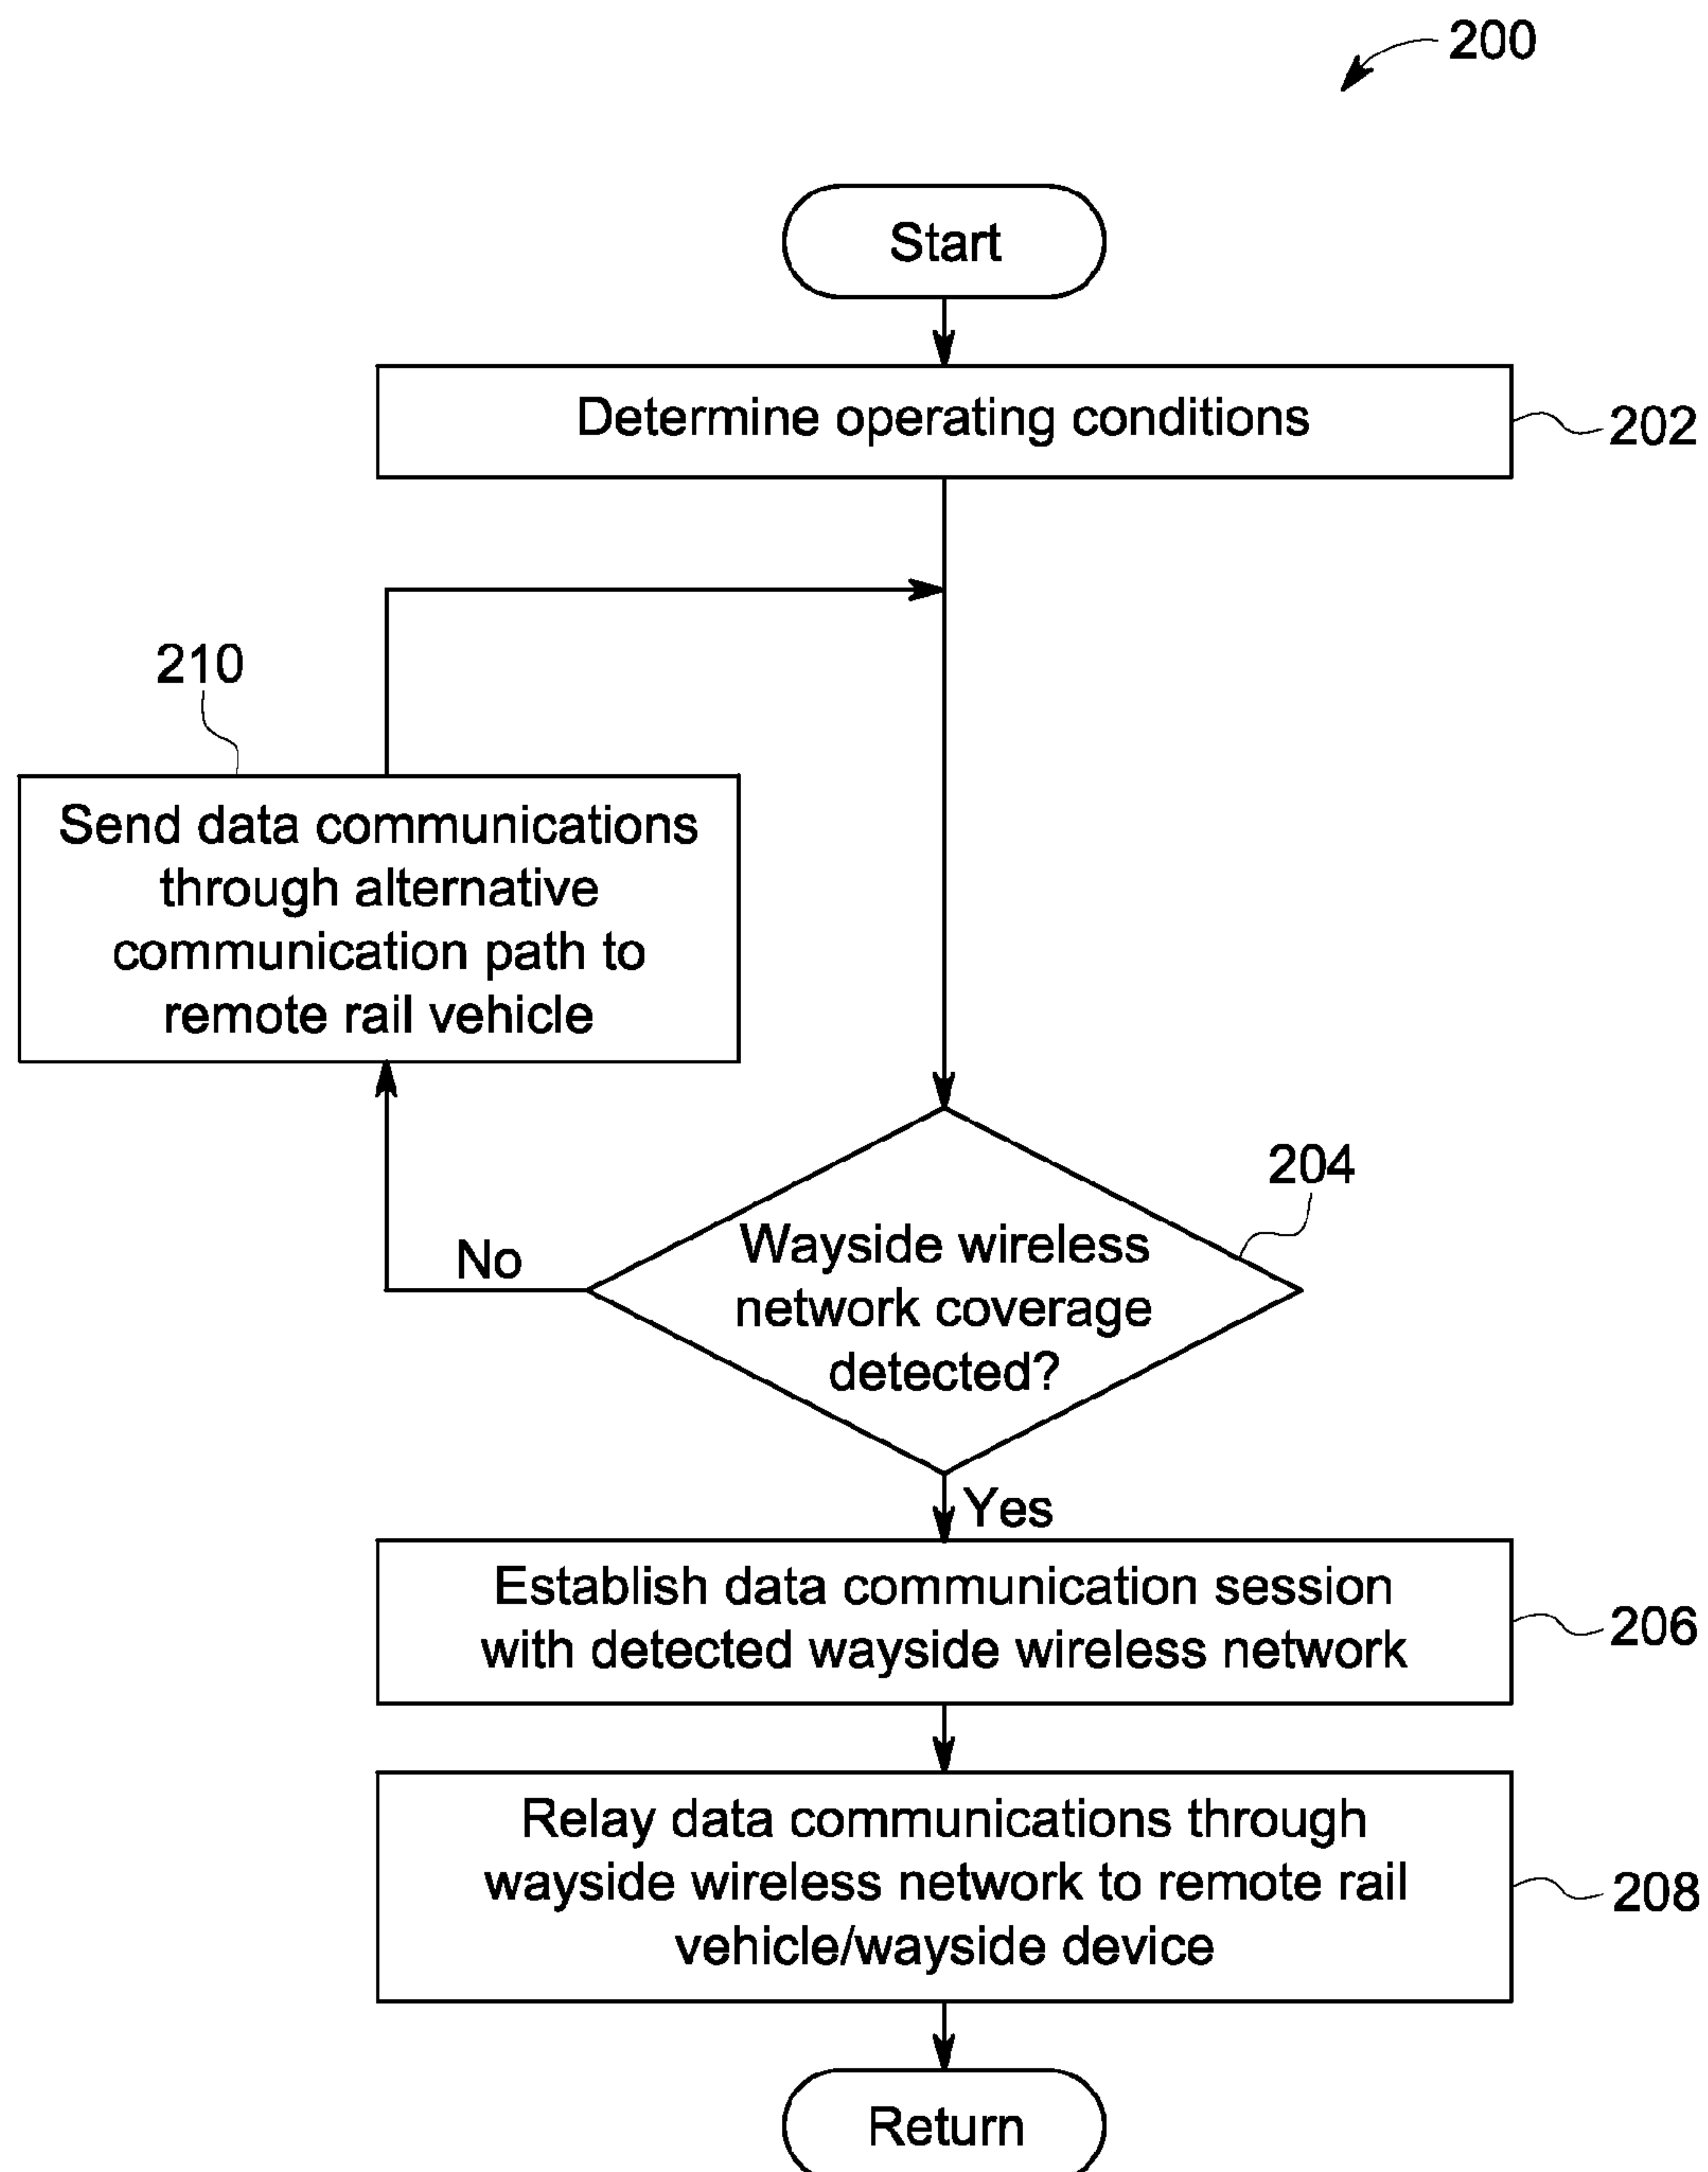 200
Start
Determine operating conditions
202
210
Send data communications
through alternative
communication path to
remote rail vehicle
204
No
Wayside wireless
network coverage
detected?
Yes
Establish data communication session
with detected wayside wireless network
206
Relay data communications through
wayside wireless network to remote rail
vehicle/wayside device
208
Return